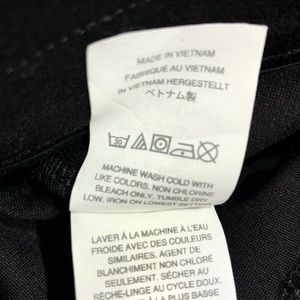 MADE IN VIETNAM
FABRIQUÉ AU VIETNAM
IN VIETNAM HERGESTELLT
ベトナム製
30
MACHINE WASH COLD WITH
LIKE COLORS. NON CHLORINE
BLEACH ONLY. TUMBLE DRY
LOW. IRON ON LOWEST SETTING
LAVER À LA MACHINE À L'EAU
FROIDE AVEC DES COULEURS
SIMILAIRES. AGENT DE
BLANCHIMENT NON CHLORÉ
SEULEMENT. SÉCHER AU
SÈCHE-LINGE AU CYCLE DOUX.
À LA PLUS BASSE